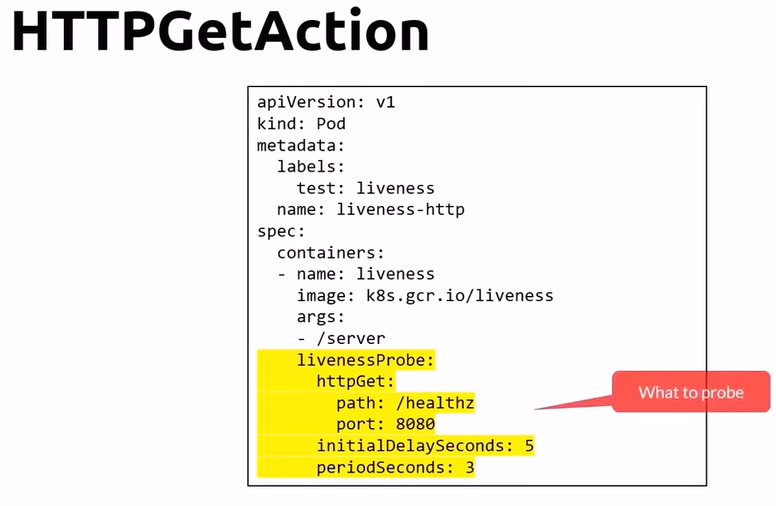 HTTPGetAction
apiVersion: v1
kind: Pod
metadata:
  labels:
    test: liveness
  name: liveness-http
spec:
  containers:
  - name: liveness
    image: k8s.gcr.io/liveness
    args:
    - /server
    livenessProbe:
      httpGet:
        path: /healthz
        port: 8080
      initialDelaySeconds: 5
      periodSeconds: 3
What to probe